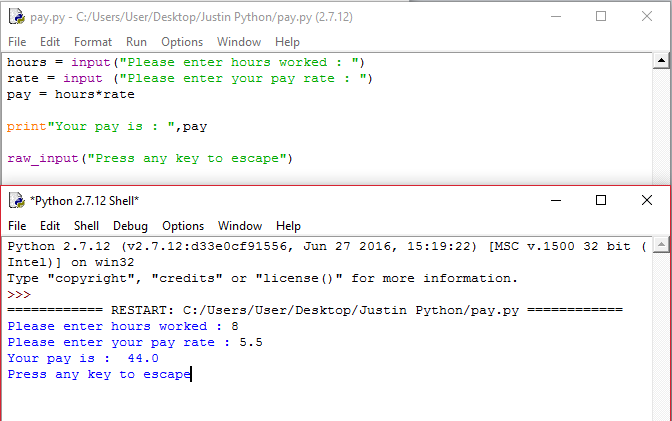 pay.py - C:/Users/User/Desktop/Justin Python/pay.py (2.7.12)
File Edit Format Run Options Window Help
hours = input("Please enter hours worked : ")
rate = input ("Please enter your pay rate : ")
pay = hours*rate
print"Your pay is : ",pay
raw_input("Press any key to escape")
*Python 2.7.12 Shell*
File Edit Shell Debug Options Window Help
Python 2.7.12 (v2.7.12:d33e0cf91556, Jun 27 2016, 15:19:22) [MSC v.1500 32 bit (
Intel)] on win32
Type "copyright", "credits" or "license()" for more information.
>>>
============ RESTART: C:/Users/User/Desktop/Justin Python/pay.py ============
Please enter hours worked : 8
Please enter your pay rate : 5.5
Your pay is :  44.0
Press any key to escape